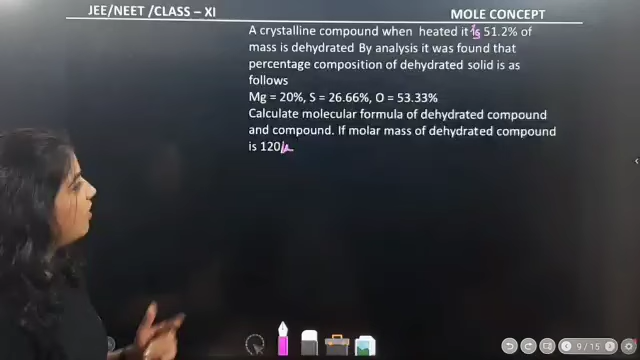 JEE/NEET /CLASS – XI
MOLE CONCEPT
A crystalline compound when heated it's 51.2% of
mass is dehydrated By analysis it was found that
percentage composition of dehydrated solid is as
follows
Mg = 20%, S = 26.66%, O = 53.33%
Calculate molecular formula of dehydrated compound
and compound. If molar mass of dehydrated compound
is 120
9 / 15